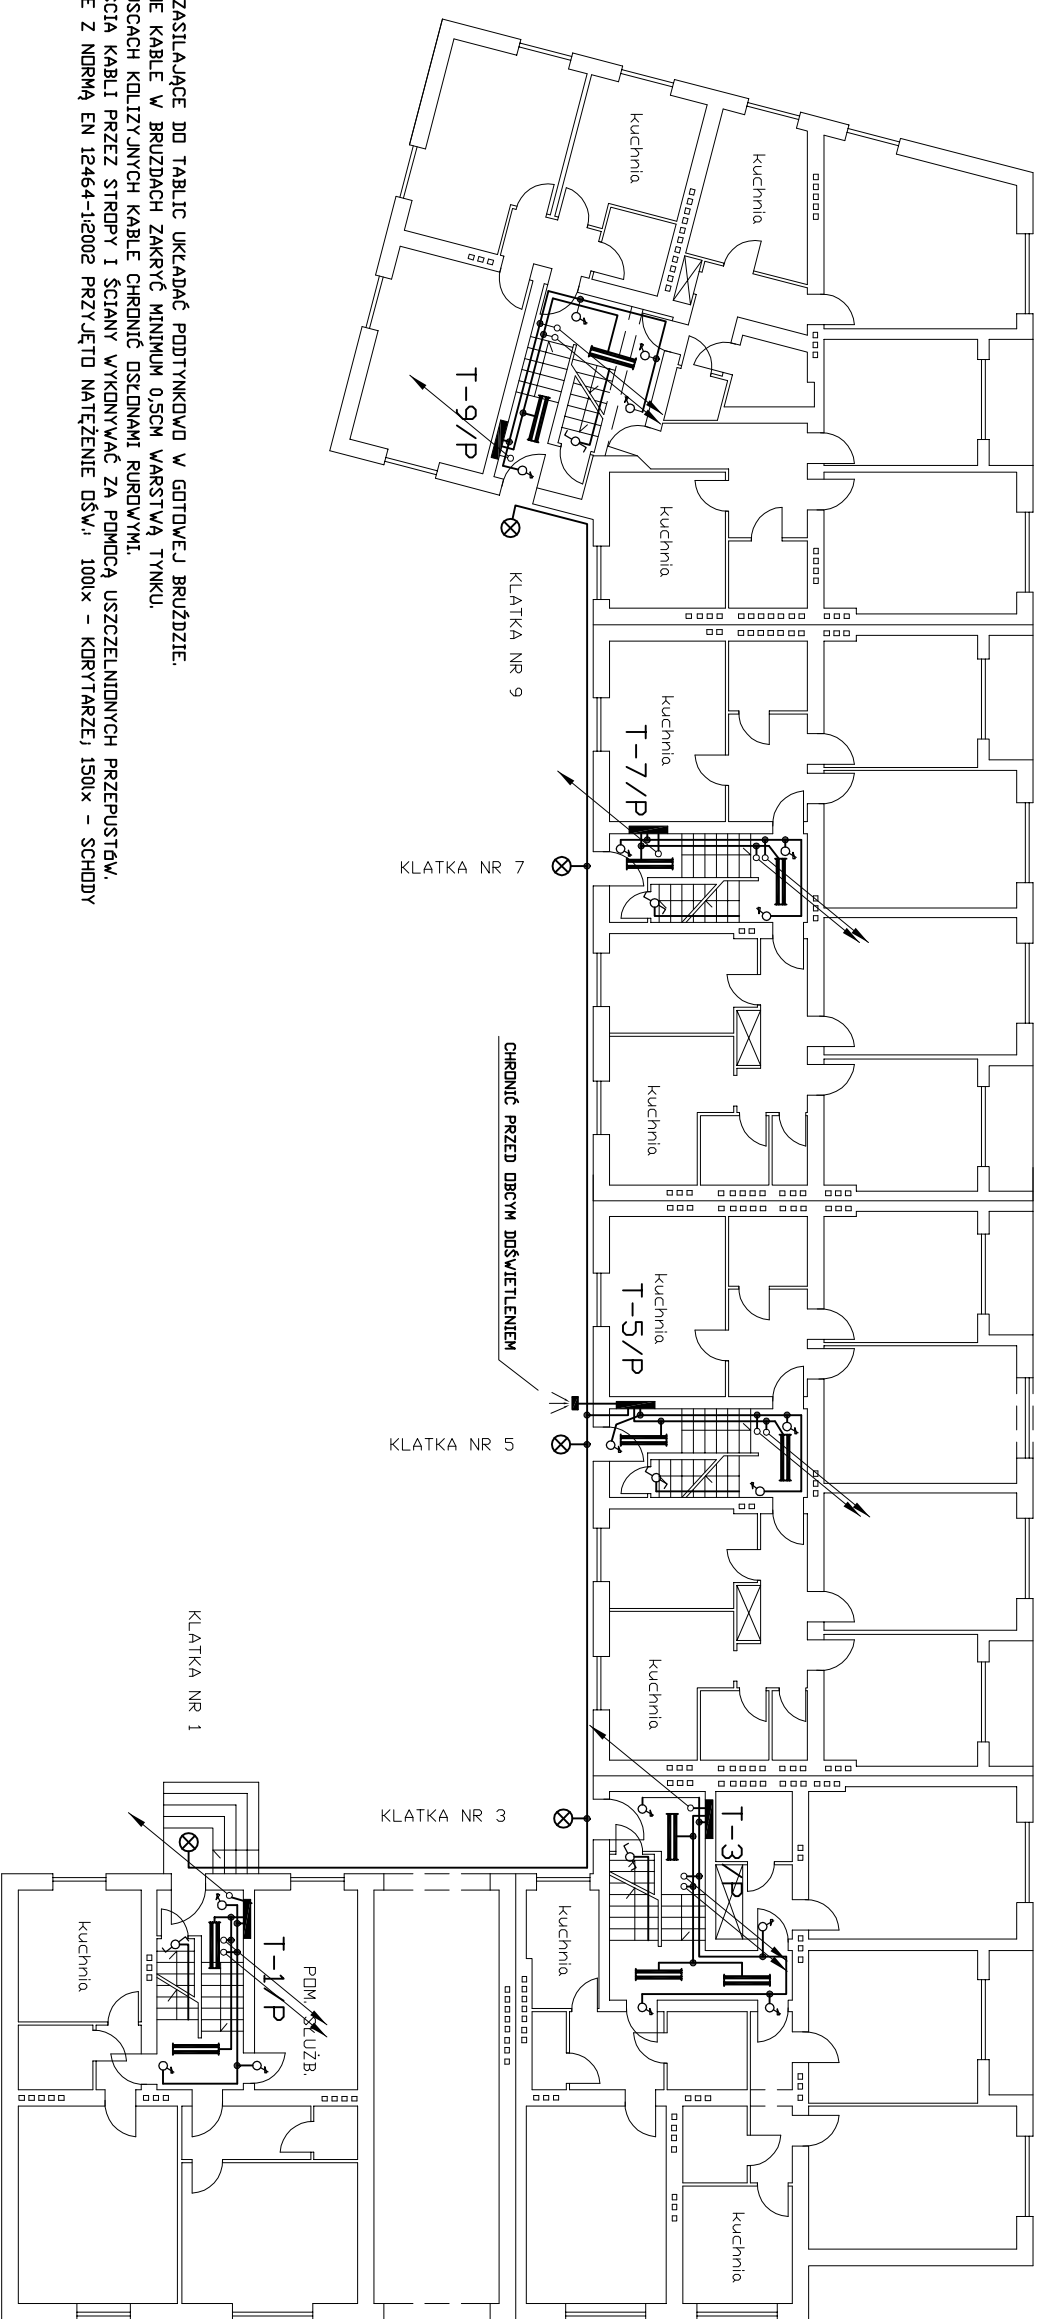 kuchnia
kuchnia
T-9/P
kuchnia
KLATKA NR 9
kuchnia
T-7/P
KLATKA NR 7
kuchnia
CHRONIĆ PRZED OBCYM DOŚWIETLENIEM
kuchnia
T-5/P
KLATKA NR 5
kuchnia
KLATKA NR 3
T-3/P
kuchnia
kuchnia
KLATKA NR 1
T-1/P
POM. SŁUŻB.
kuchnia
ZASILAJĄCE DO TABLIC UKŁADAĆ PODTYNKOWO W GOTOWEJ BRUŹDZIE.
KABLE W BRUZDACH ZAKRYĆ MINIMUM 0,5CM WARSTWĄ TYNKU.
KOLIZYJNYCH KABLE CHRONIĆ OSŁONAMI RUROWYMI.
KABLI PRZEZ STROPY I ŚCIANY WYKONYWAĆ ZA POMOCĄ USZCZELNIONYCH PRZEPUSTÓW.
Z NORMĄ EN 12464-1:2002 PRZYJĘTO NATĘŻENIE OŚW.: 100lx - KORYTARZE; 150lx - SCHODY